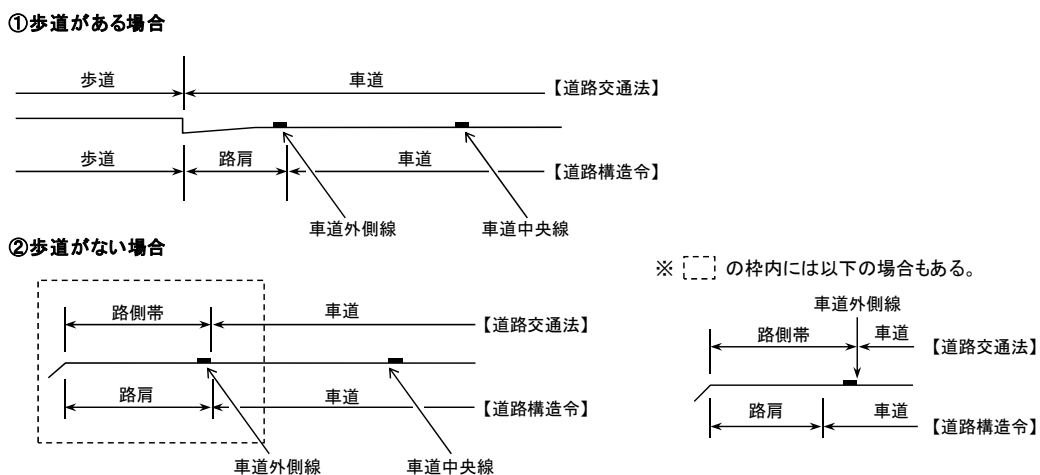 ①歩道がある場合
歩道 車道 【道路交通法】
歩道 路肩 車道 【道路構造令】
車道外側線 車道中央線
②歩道がない場合
路側帯 車道 【道路交通法】
路肩 車道 【道路構造令】
車道外側線 車道中央線
※ の枠内には以下の場合もある。
車道外側線
路側帯 車道 【道路交通法】
路肩 車道 【道路構造令】